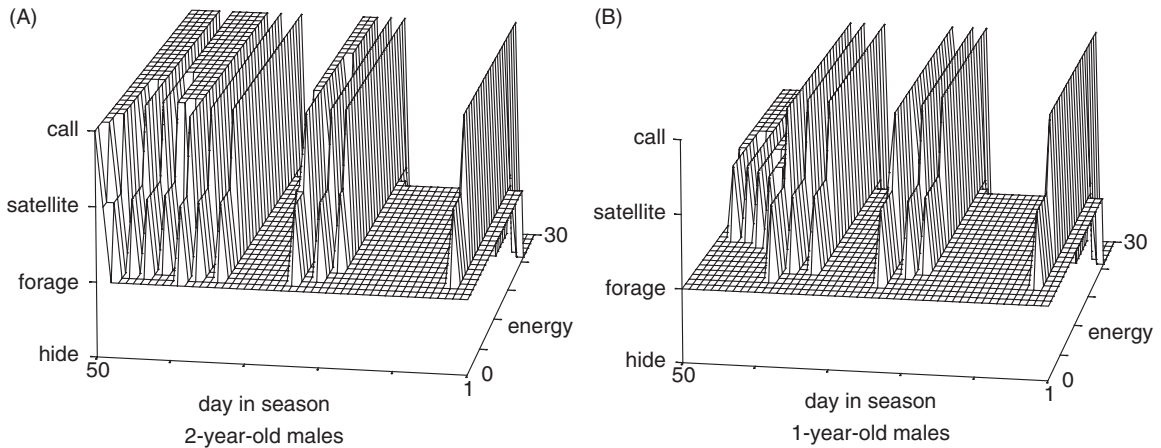 (A)
call
satellite
forage
hide
50
1
0
30
energy
day in season
2-year-old males
(B)
call
satellite
forage
hide
50
1
0
30
energy
day in season
1-year-old males